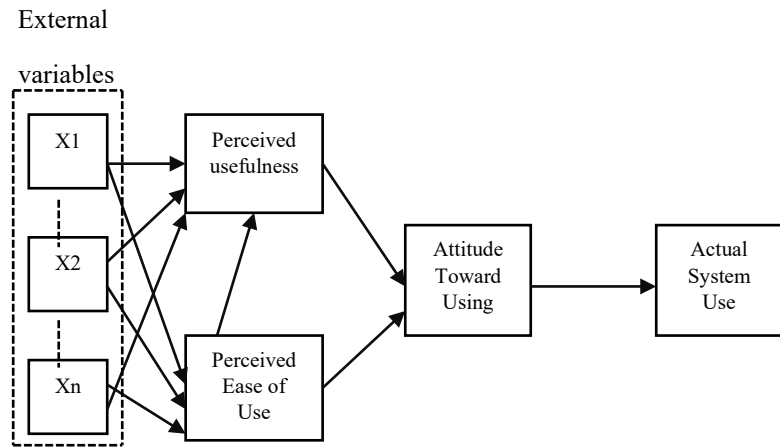 External
variables
X1
X2
Xn
Perceived
usefulness
Perceived
Ease of
Use
Attitude
Toward
Using
Actual
System
Use